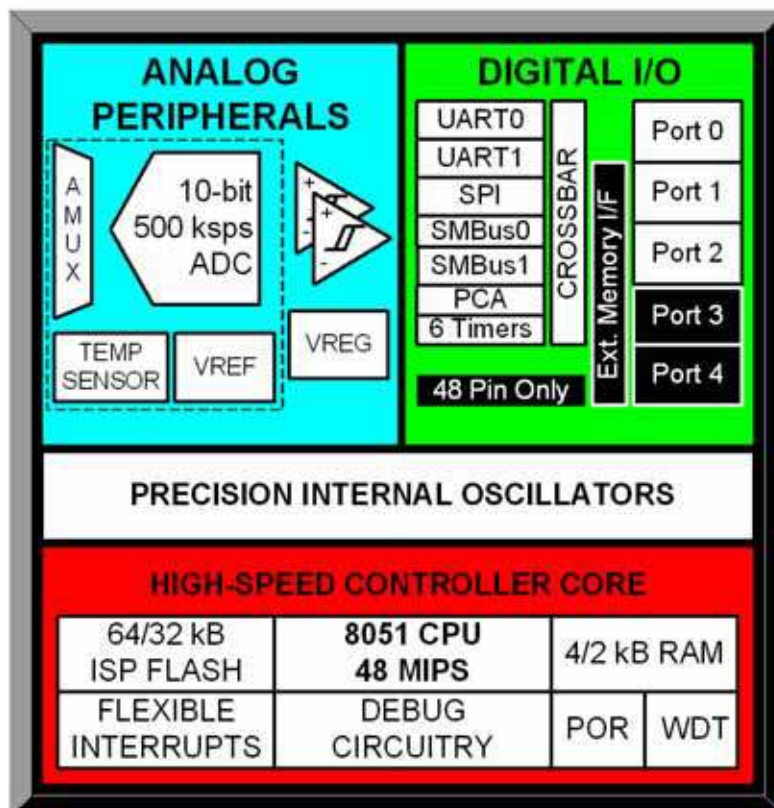 ANALOG
PERIPHERALS
AMUX
10-bit
500 ksps
ADC
+
-
+
-
TEMP
SENSOR
VREF
VREG
DIGITAL I/O
UART0
UART1
SPI
SMBus0
SMBus1
PCA
6 Timers
CROSSBAR
Ext. Memory I/F
Port 0
Port 1
Port 2
Port 3
Port 4
48 Pin Only
PRECISION INTERNAL OSCILLATORS
HIGH-SPEED CONTROLLER CORE
64/32 kB
ISP FLASH
8051 CPU
48 MIPS
4/2 kB RAM
FLEXIBLE
INTERRUPTS
DEBUG
CIRCUITRY
POR
WDT